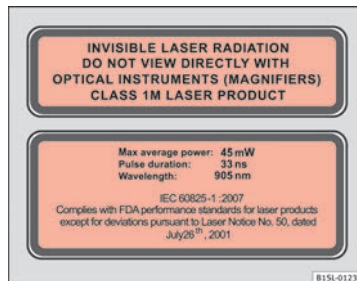 INVISIBLE LASER RADIATION
DO NOT VIEW DIRECTLY WITH
OPTICAL INSTRUMENTS (MAGNIFIERS)
CLASS 1M LASER PRODUCT
Max average power: 45 mW
Pulse duration: 33 ns
Wavelength: 905 nm
IEC 60825-1:2007
Complies with FDA performance standards for laser products
except for deviations pursuant to Laser Notice No. 50, dated
July26th, 2001
B1SL-0123